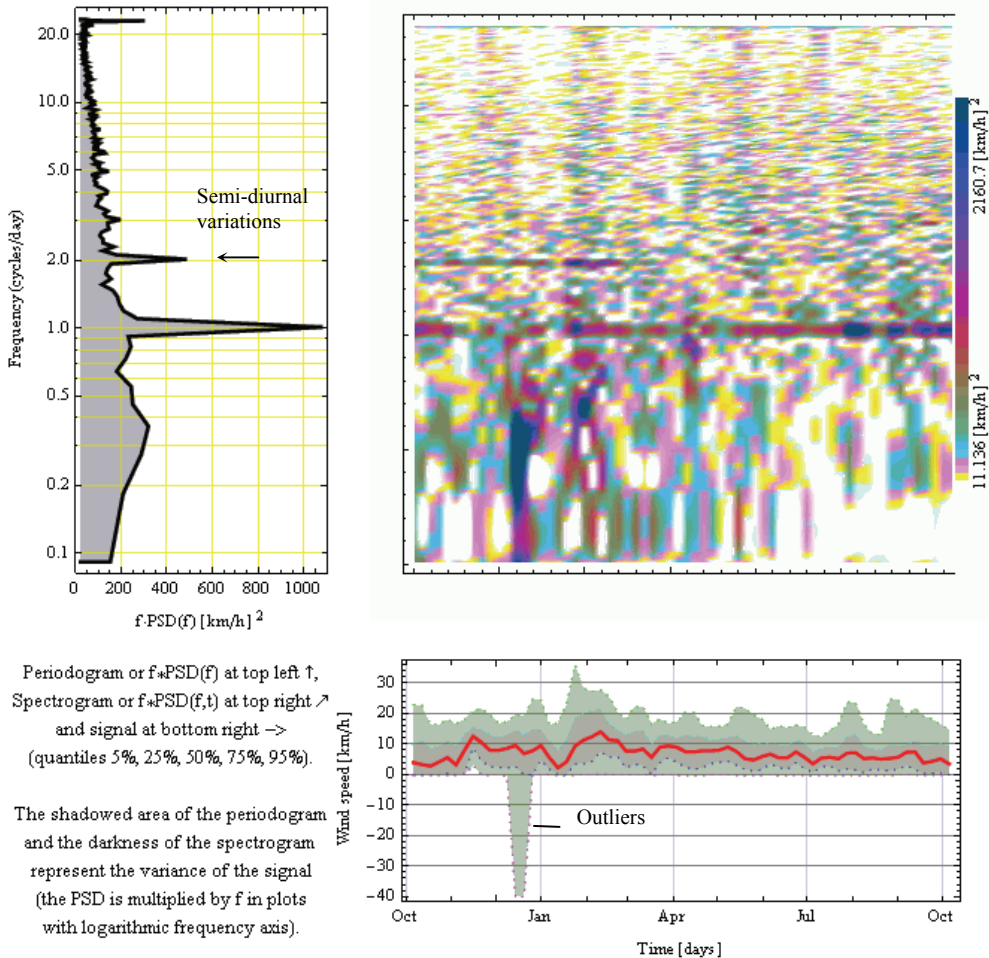 20.0
10.0
5.0
2.0
1.0
0.5
0.2
0.1
Frequency (cycles/day)
Semi-diurnal
variations
0 200 400 600 800 1000
f·PSD(f) [km/h] 2
2160.7 [km/h] 2
11.136 [km/h] 2
Periodogram or f*PSD(f) at top left ↑,
Spectrogram or f*PSD(f,t) at top right ↗
and signal at bottom right –>
(quantiles 5%, 25%, 50%, 75%, 95%).
The shadowed area of the periodogram
and the darkness of the spectrogram
represent the variance of the signal
(the PSD is multiplied by f in plots
with logarithmic frequency axis).
30
20
10
0
−10
−20
−30
−40
Wind speed [km/h]
Outliers
Oct Jan Apr Jul Oct
Time [days]